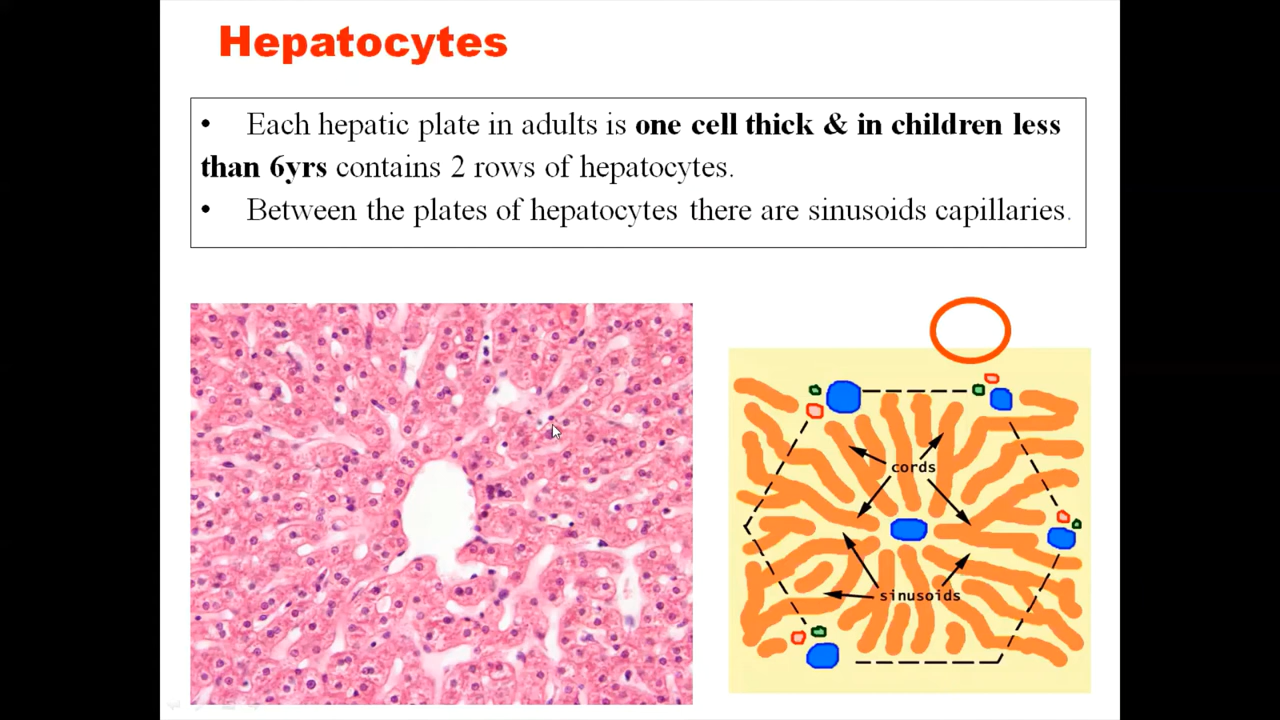 Hepatocytes
• Each hepatic plate in adults is one cell thick & in children less
than 6yrs contains 2 rows of hepatocytes.
• Between the plates of hepatocytes there are sinusoids capillaries.
cords
sinusoids